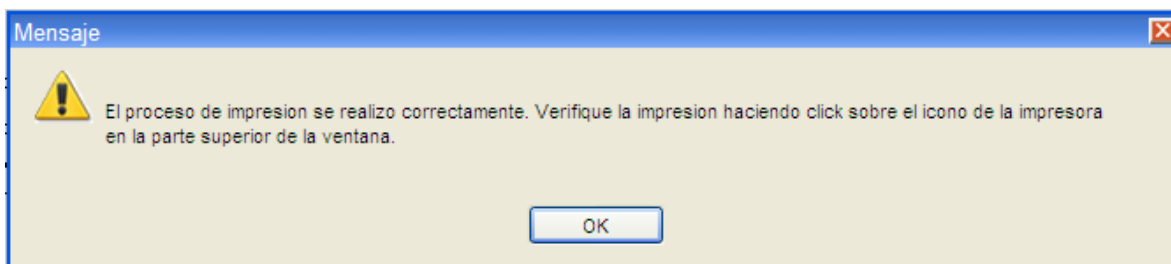 Mensaje
El proceso de impresion se realizo correctamente. Verifique la impresion haciendo click sobre el icono de la impresora
en la parte superior de la ventana.
OK